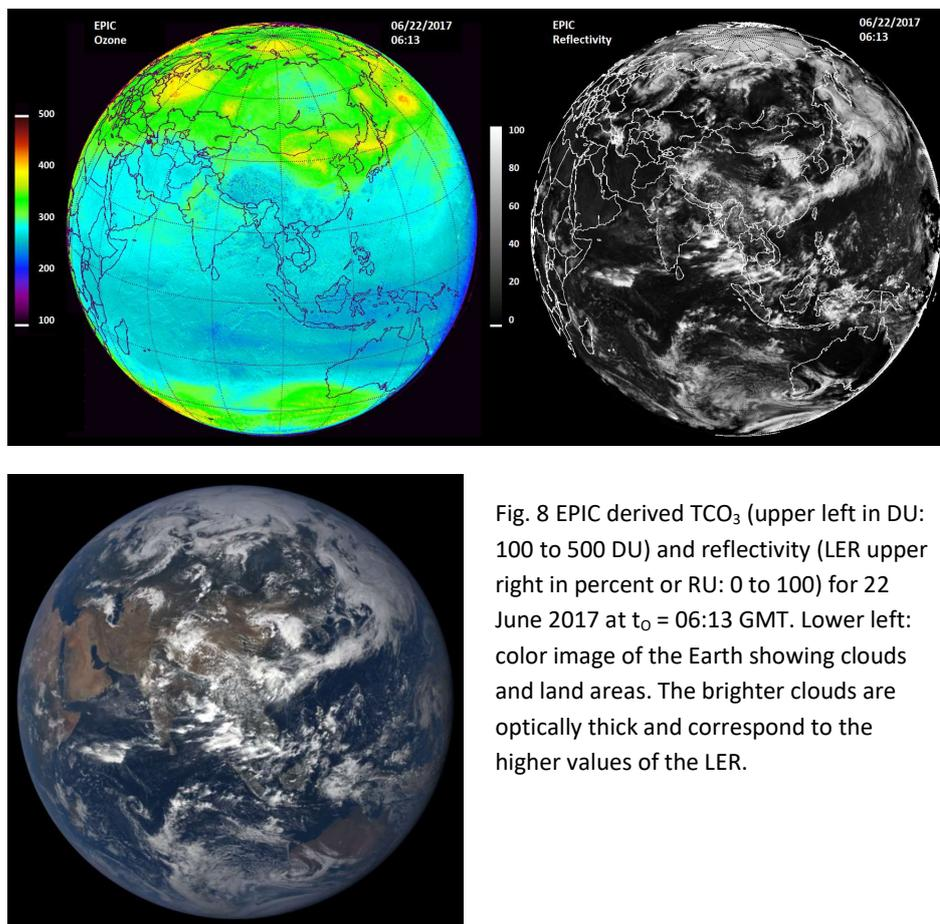 EPIC
Ozone
06/22/2017
06:13
500
400
300
200
100
EPIC
Reflectivity
06/22/2017
06:13
100
80
60
40
20
0
Fig. 8 EPIC derived TCO₃ (upper left in DU:
100 to 500 DU) and reflectivity (LER upper
right in percent or RU: 0 to 100) for 22
June 2017 at t₀ = 06:13 GMT. Lower left:
color image of the Earth showing clouds
and land areas. The brighter clouds are
optically thick and correspond to the
higher values of the LER.